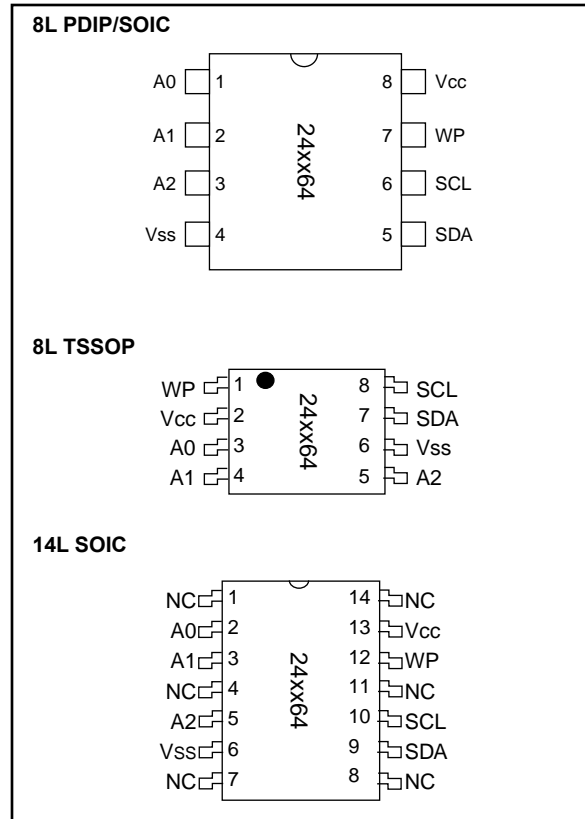 8L PDIP/SOIC
A0 1 8 Vcc
A1 2 7 WP
24xx64
A2 3 6 SCL
Vss 4 5 SDA
8L TSSOP
WP 1 8 SCL
Vcc 2 7 SDA
24xx64
A0 3 6 Vss
A1 4 5 A2
14L SOIC
NC 1 14 NC
A0 2 13 Vcc
A1 3 12 WP
24xx64
NC 4 11 NC
A2 5 10 SCL
Vss 6 9 SDA
NC 7 8 NC